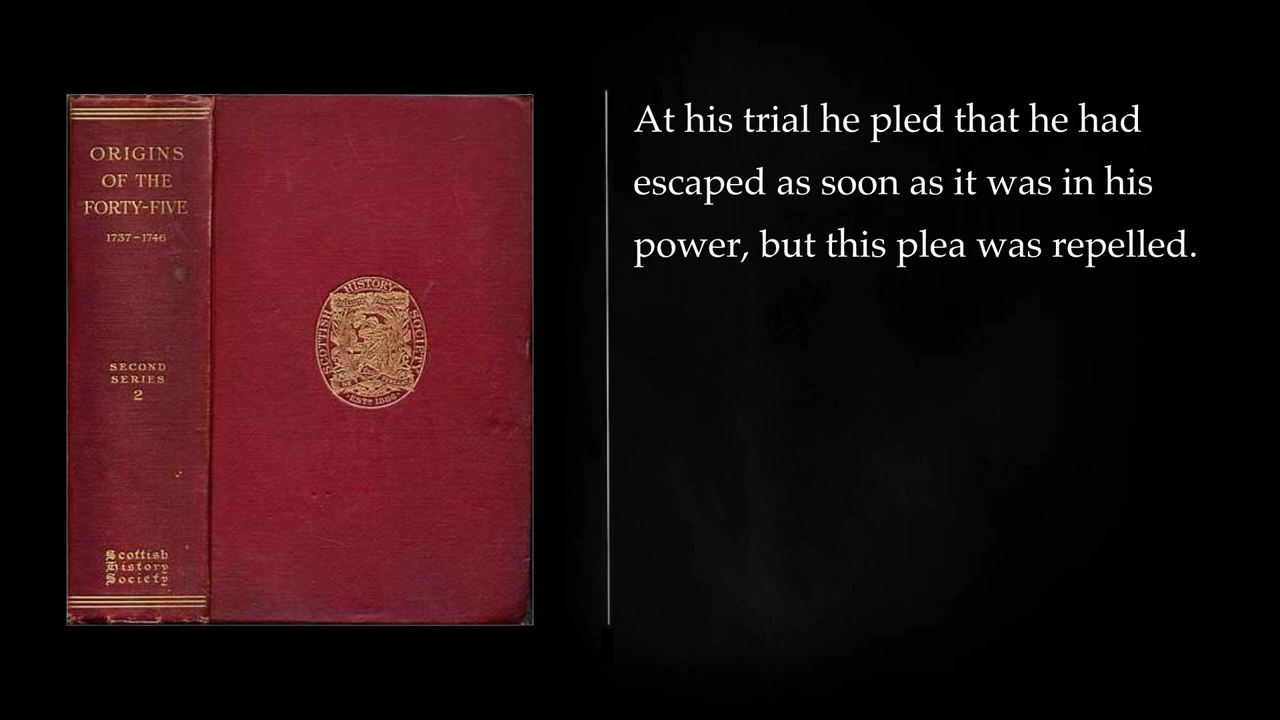 ORIGINS
OF THE
FORTY-FIVE
1737-1746
SECOND
SERIES
2
Scottish
History
Society
SCOTTISH HISTORY SOCIETY
·ESTD 1886·
At his trial he pled that he had
escaped as soon as it was in his
power, but this plea was repelled.